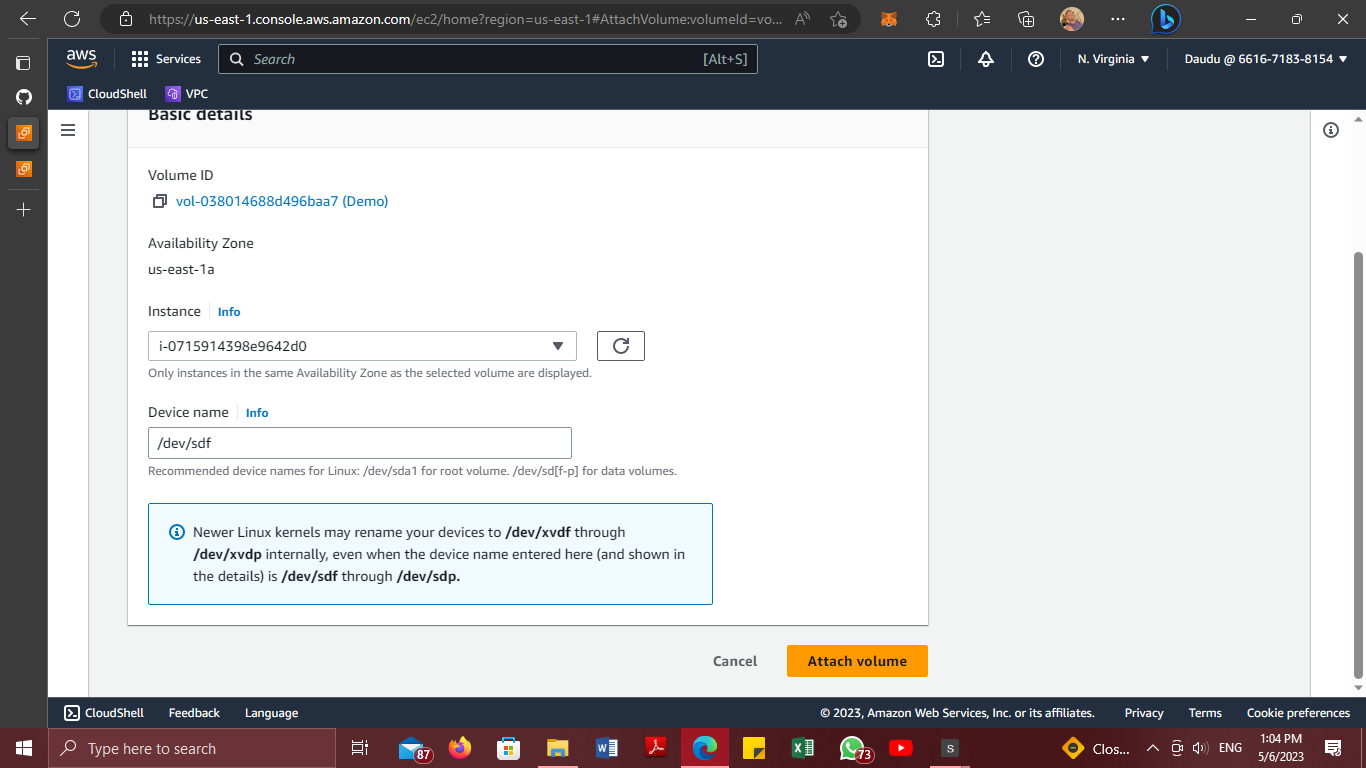 https://us-east-1.console.aws.amazon.com/ec2/home?region=us-east-1#AttachVolume:volumeId=vo...
aws
Services
Search
[Alt+S]
N. Virginia
Daudu @ 6616-7183-8154
CloudShell
VPC
Basic details
Volume ID
vol-038014688d496baa7 (Demo)
Availability Zone
us-east-1a
Instance Info
i-0715914398e9642d0
Only instances in the same Availability Zone as the selected volume are displayed.
Device name Info
/dev/sdf
Recommended device names for Linux: /dev/sda1 for root volume. /dev/sd[f-p] for data volumes.
Newer Linux kernels may rename your devices to /dev/xvdf through
/dev/xvdp internally, even when the device name entered here (and shown in
the details) is /dev/sdf through /dev/sdp.
Cancel
Attach volume
CloudShell
Feedback
Language
© 2023, Amazon Web Services, Inc. or its affiliates.
Privacy
Terms
Cookie preferences
Type here to search
87
73
S
Clos...
ENG
1:04 PM
5/6/2023